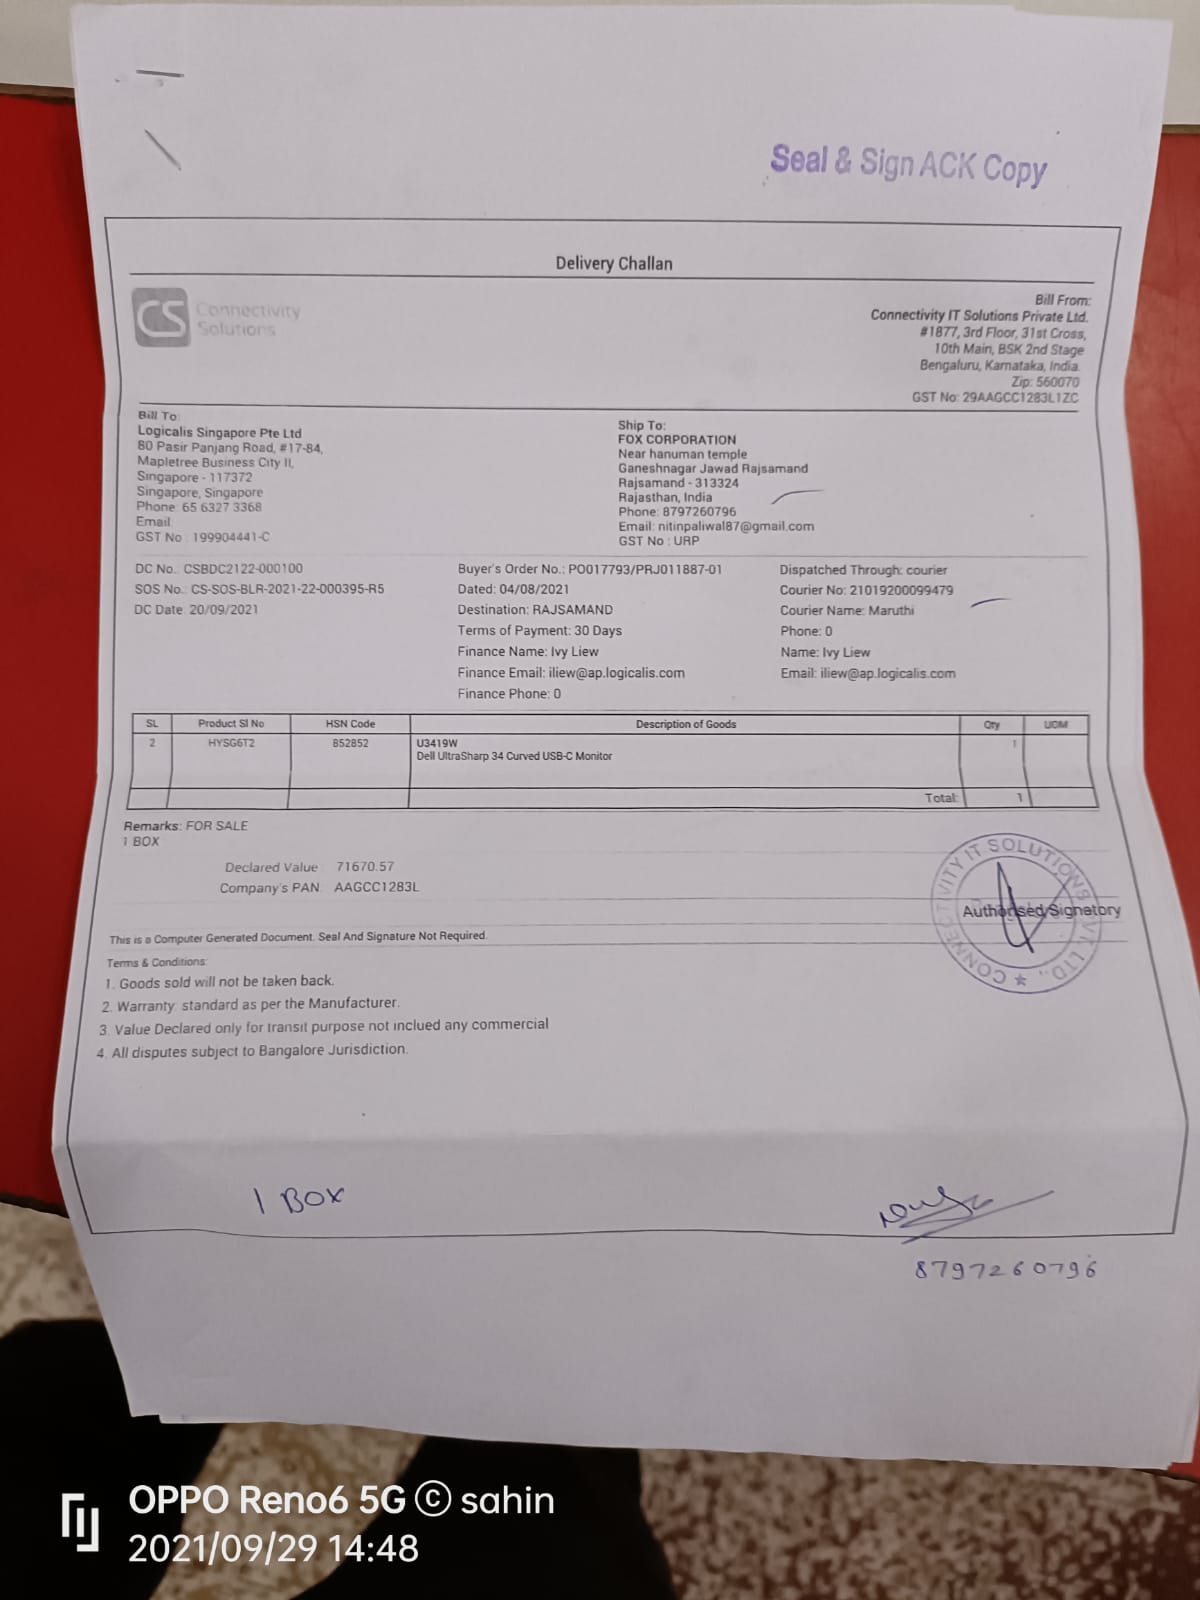 Seal & Sign ACK Copy
Delivery Challan
CS Connectivity
Solutions
Bill From:
Connectivity IT Solutions Private Ltd.
#1877, 3rd Floor, 31st Cross,
10th Main, BSK 2nd Stage
Bengaluru, Karnataka, India.
Zip: 560070
GST No: 29AAGCC1283L1ZC
Bill To:
Logicalis Singapore Pte Ltd
80 Pasir Panjang Road, #17-84,
Mapletree Business City II,
Singapore - 117372
Singapore, Singapore
Phone: 65 6327 3368
Email:
GST No : 199904441-C
Ship To:
FOX CORPORATION
Near hanuman temple
Ganeshnagar Jawad Rajsamand
Rajsamand - 313324
Rajasthan, India
Phone: 8797260796
Email: nitinpaliwal87@gmail.com
GST No : URP
DC No.: CSBDC2122-000100
SOS No.: CS-SOS-BLR-2021-22-000395-R5
DC Date: 20/09/2021
Buyer's Order No.: PO017793/PRJ011887-01
Dated: 04/08/2021
Destination: RAJSAMAND
Terms of Payment: 30 Days
Finance Name: Ivy Liew
Finance Email: iliew@ap.logicalis.com
Finance Phone: 0
Dispatched Through: courier
Courier No: 21019200099479
Courier Name: Maruthi
Phone: 0
Name: Ivy Liew
Email: iliew@ap.logicalis.com
SL Product Sl No HSN Code Description of Goods Qty UOM
2 HYSG6T2 852852 U3419W 1
Dell UltraSharp 34 Curved USB-C Monitor
Total: 1
Remarks: FOR SALE
1 BOX
Declared Value : 71670.57
Company's PAN: AAGCC1283L
CONNECTIVITY IT SOLUTIONS PVT. LTD., ★
Authorised Signatory
This is a Computer Generated Document. Seal And Signature Not Required.
Terms & Conditions:
1. Goods sold will not be taken back.
2. Warranty: standard as per the Manufacturer.
3. Value Declared only for transit purpose not inclued any commercial
4. All disputes subject to Bangalore Jurisdiction.
1 BOX
8797260796
OPPO Reno6 5G © sahin
2021/09/29 14:48